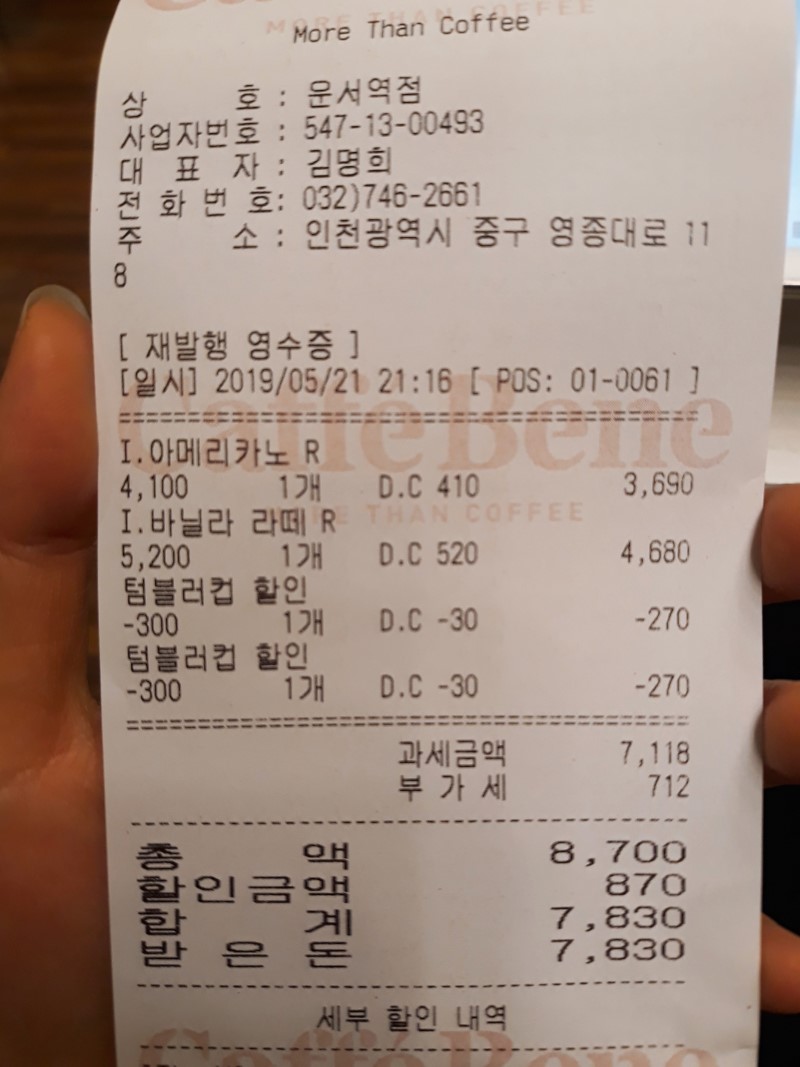 MORE THAN COFFEE
More Than Coffee
상 호 : 운서역점
사업자번호 : 547-13-00493
대 표 자 : 김명희
전 화 번 호: 032)746-2661
주 소 : 인천광역시 중구 영종대로 11
8
[ 재발행 영수증 ]
[일시] 2019/05/21 21:16 [ POS: 01-0061 ]
Caffé Bene
I.아메리카노 R
4,100 1개 D.C 410 3,690
MORE THAN COFFEE
I.바닐라 라떼 R
5,200 1개 D.C 520 4,680
텀블러컵 할인
-300 1개 D.C -30 -270
텀블러컵 할인
-300 1개 D.C -30 -270
과세금액 7,118
부 가 세 712
총 액 8,700
할인금액 870
합 계 7,830
받 은 돈 7,830
세부 할인 내역
Caffé Bene